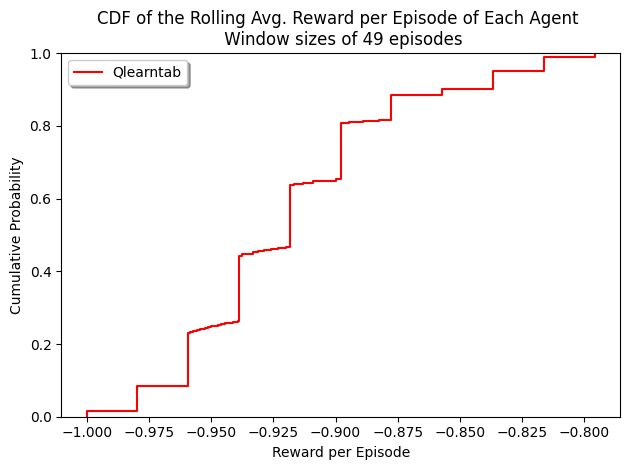 CDF of the Rolling Avg. Reward per Episode of Each Agent
Window sizes of 49 episodes
Qlearntab
1.0
0.8
0.6
0.4
0.2
0.0
Cumulative Probability
−1.000 −0.975 −0.950 −0.925 −0.900 −0.875 −0.850 −0.825 −0.800
Reward per Episode